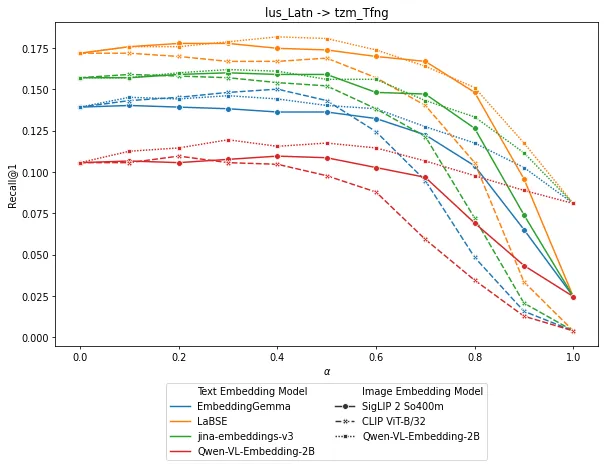 lus_Latn -> tzm_Tfng
Recall@1
0.175
0.150
0.125
0.100
0.075
0.050
0.025
0.000
0.0 0.2 0.4 0.6 0.8 1.0
α
Text Embedding Model Image Embedding Model
EmbeddingGemma SigLIP 2 So400m
LaBSE CLIP ViT-B/32
jina-embeddings-v3 Qwen-VL-Embedding-2B
Qwen-VL-Embedding-2B